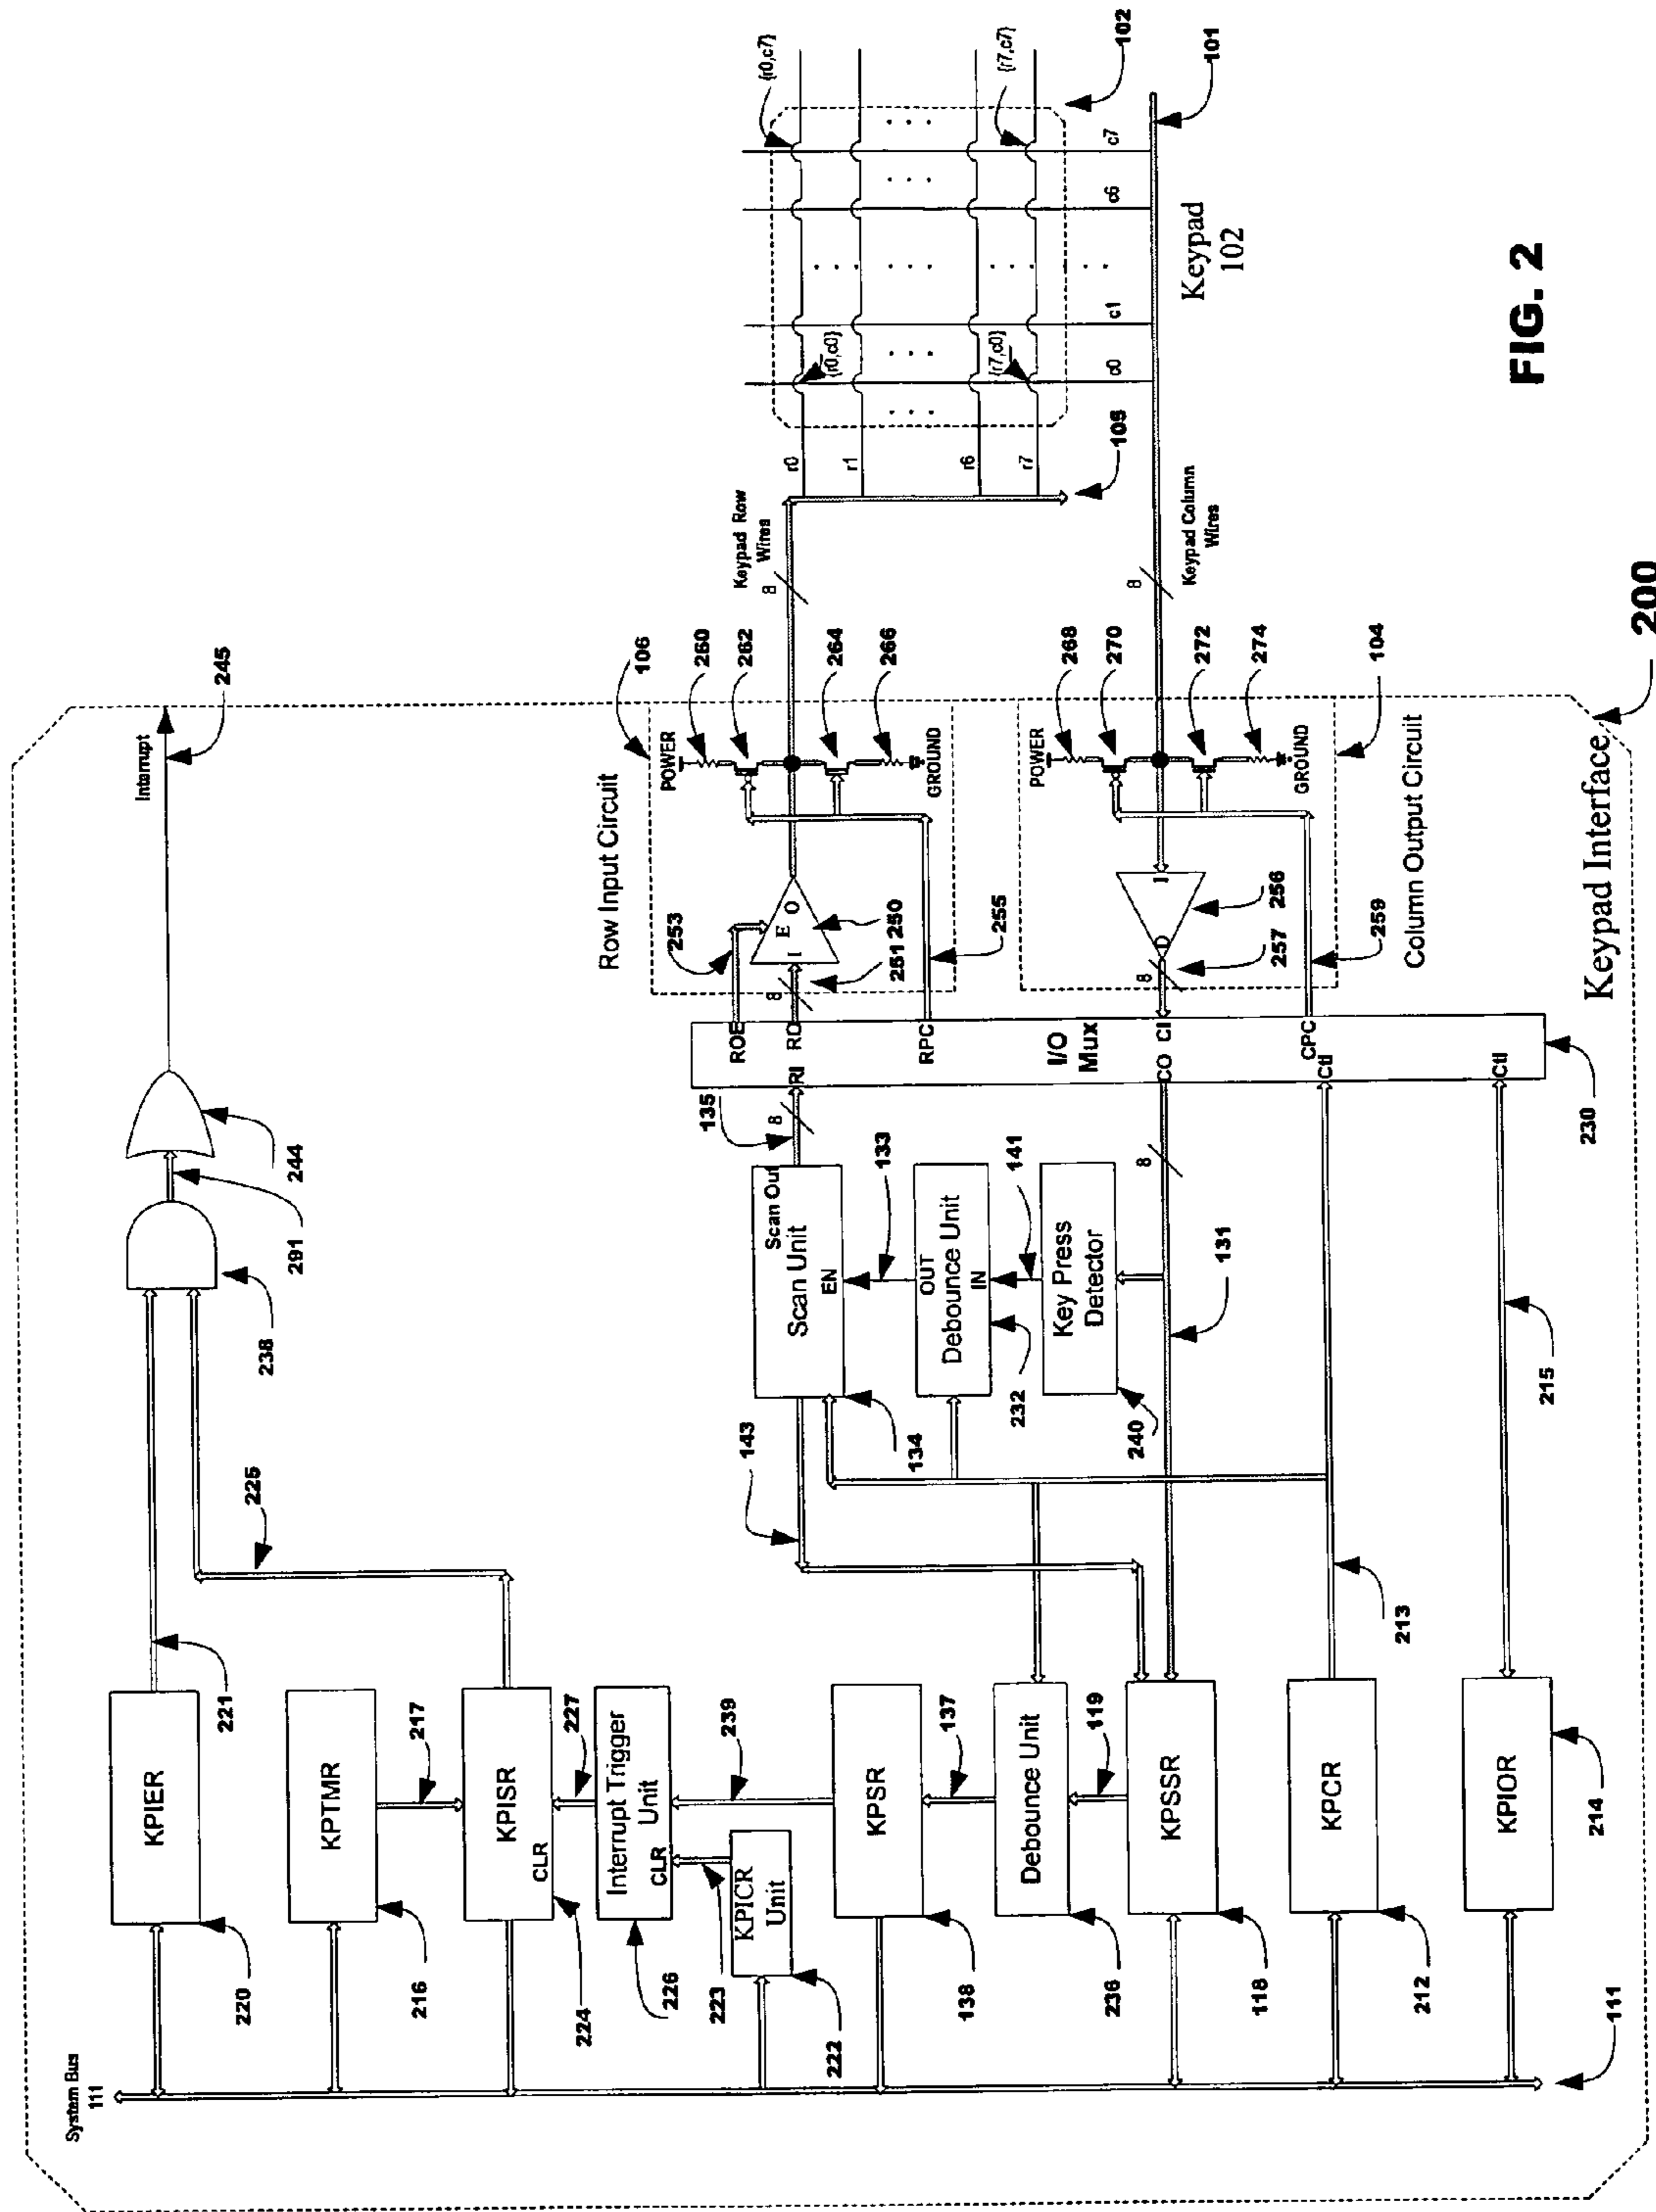 System Bus
111
KPIER
220
221
KPTMR
216
217
KPISR
CLR
224
225
227
Interrupt Trigger
Unit
CLR
226
223
KPICR
Unit
222
239
KPSR
138
137
Debounce Unit
236
119
KPSSR
118
KPCR
212
213
KPIOR
214
215
111
238
291
244
Interrupt
245
143
Scan Out
Scan Unit
EN
134
135
8
133
OUT
Debounce Unit
IN
232
141
Key Press
Detector
240
8
131
ROE
RI
RO
RPC
I/O
Mux
CO
CI
CPC
Ctl
Ctl
230
Row Input Circuit
106
253
I
E
O
8
251
250
255
POWER
260
262
264
266
GROUND
8
Keypad Row
Wires
Column Output Circuit
104
I
O
8
257
256
259
POWER
268
270
272
274
GROUND
8
Keypad Column
Wires
r0
r1
r6
r7
105
{r0,c0}
{r7,c0}
{r0,c7}
{r7,c7}
c0
c1
c6
c7
102
101
Keypad
102
Keypad Interface
200
FIG. 2